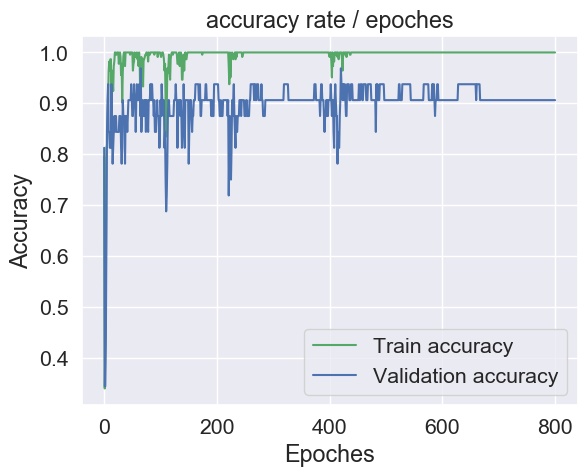 accuracy rate / epoches
1.0
0.9
0.8
0.7
0.6
0.5
0.4
Accuracy
Train accuracy
Validation accuracy
0
200
400
600
800
Epoches